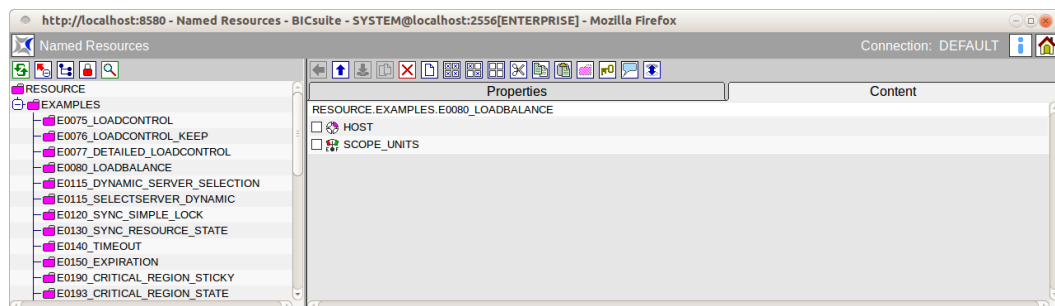 http://localhost:8580 - Named Resources - BICsuite - SYSTEM@localhost:2556[ENTERPRISE] - Mozilla Firefox
Named Resources
Connection: DEFAULT
Properties
Content
RESOURCE
EXAMPLES
E0075_LOADCONTROL
E0076_LOADCONTROL_KEEP
E0077_DETAILED_LOADCONTROL
E0080_LOADBALANCE
E0115_DYNAMIC_SERVER_SELECTION
E0115_SELECTSERVER_DYNAMIC
E0120_SYNC_SIMPLE_LOCK
E0130_SYNC_RESOURCE_STATE
E0140_TIMEOUT
E0150_EXPIRATION
E0190_CRITICAL_REGION_STICKY
E0193_CRITICAL_REGION_STATE
RESOURCE.EXAMPLES.E0080_LOADBALANCE
HOST
SCOPE_UNITS